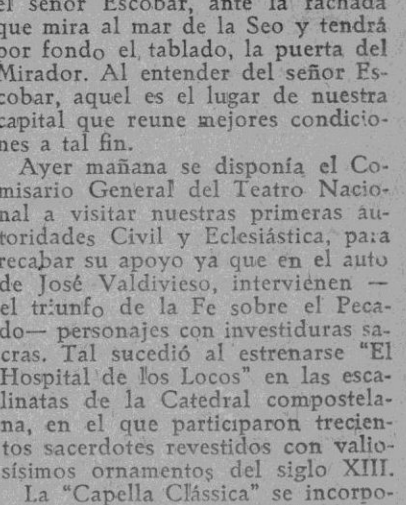 el señor Escobar, ante la fachada
que mira al mar de la Seo y tendrá
por fondo el tablado, la puerta del
Mirador. Al entender del señor Es-
cobar, aquel es el lugar de nuestra
capital que reune mejores condicio-
nes a tal fin.
Ayer mañana se disponía el Co-
misario General del Teatro Nacio-
nal a visitar nuestras primeras au-
toridades Civil y Eclesiástica, para
recabar su apoyo ya que en el auto
de José Valdivieso, intervienen —
el triunfo de la Fe sobre el Peca-
do— personajes con investiduras sa-
cras. Tal sucedió al estrenarse "El
Hospital de los Locos" en las esca-
linatas de la Catedral compostela-
na, en el que participaron trecien-
tos sacerdotes revestidos con valio-
sísimos ornamentos del siglo XIII.
La "Capella Clássica" se incorpo-